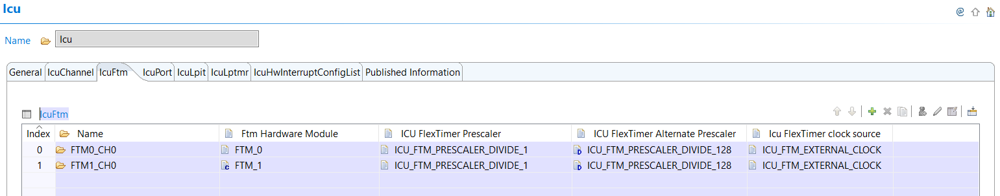 Icu
Name Icu
General IcuChannel IcuFtm IcuPort IcuLpit IcuLptmr IcuHwInterruptConfigList Published Information
IcuFtm
Index Name Ftm Hardware Module ICU FlexTimer Prescaler ICU FlexTimer Alternate Prescaler Icu FlexTimer clock source
0 FTM0_CH0 FTM_0 ICU_FTM_PRESCALER_DIVIDE_1 ICU_FTM_PRESCALER_DIVIDE_128 ICU_FTM_EXTERNAL_CLOCK
1 FTM1_CH0 FTM_1 ICU_FTM_PRESCALER_DIVIDE_1 ICU_FTM_PRESCALER_DIVIDE_128 ICU_FTM_EXTERNAL_CLOCK